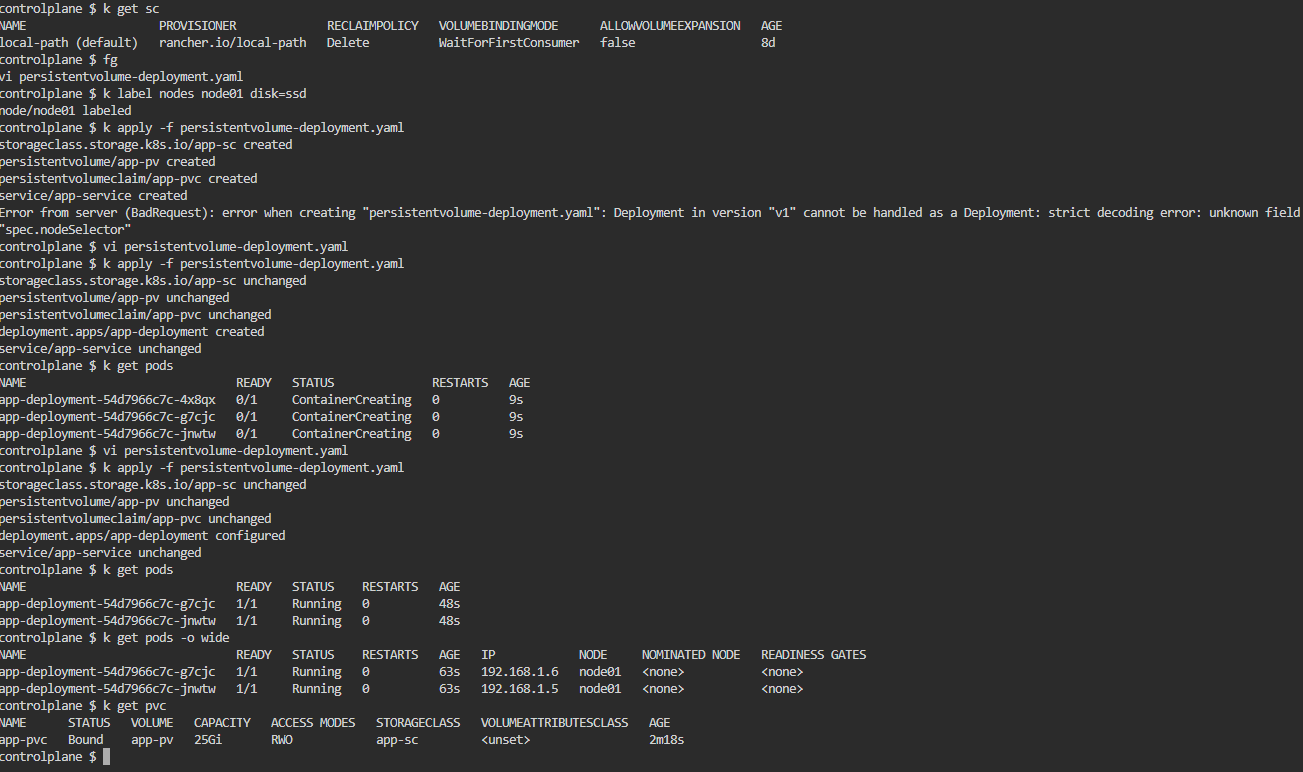 controlplane $ k get sc
NAME                   PROVISIONER             RECLAIMPOLICY   VOLUMEBINDINGMODE      ALLOWVOLUMEEXPANSION   AGE
local-path (default)   rancher.io/local-path   Delete          WaitForFirstConsumer   false                  8d
controlplane $ fg
vi persistentvolume-deployment.yaml
controlplane $ k label nodes node01 disk=ssd
node/node01 labeled
controlplane $ k apply -f persistentvolume-deployment.yaml
storageclass.storage.k8s.io/app-sc created
persistentvolume/app-pv created
persistentvolumeclaim/app-pvc created
service/app-service created
Error from server (BadRequest): error when creating "persistentvolume-deployment.yaml": Deployment in version "v1" cannot be handled as a Deployment: strict decoding error: unknown field
"spec.nodeSelector"
controlplane $ vi persistentvolume-deployment.yaml
controlplane $ k apply -f persistentvolume-deployment.yaml
storageclass.storage.k8s.io/app-sc unchanged
persistentvolume/app-pv unchanged
persistentvolumeclaim/app-pvc unchanged
deployment.apps/app-deployment created
service/app-service unchanged
controlplane $ k get pods
NAME                              READY   STATUS              RESTARTS   AGE
app-deployment-54d7966c7c-4x8qx   0/1     ContainerCreating   0          9s
app-deployment-54d7966c7c-g7cjc   0/1     ContainerCreating   0          9s
app-deployment-54d7966c7c-jnwtw   0/1     ContainerCreating   0          9s
controlplane $ vi persistentvolume-deployment.yaml
controlplane $ k apply -f persistentvolume-deployment.yaml
storageclass.storage.k8s.io/app-sc unchanged
persistentvolume/app-pv unchanged
persistentvolumeclaim/app-pvc unchanged
deployment.apps/app-deployment configured
service/app-service unchanged
controlplane $ k get pods
NAME                              READY   STATUS    RESTARTS   AGE
app-deployment-54d7966c7c-g7cjc   1/1     Running   0          48s
app-deployment-54d7966c7c-jnwtw   1/1     Running   0          48s
controlplane $ k get pods -o wide
NAME                              READY   STATUS    RESTARTS   AGE   IP            NODE     NOMINATED NODE   READINESS GATES
app-deployment-54d7966c7c-g7cjc   1/1     Running   0          63s   192.168.1.6   node01   <none>           <none>
app-deployment-54d7966c7c-jnwtw   1/1     Running   0          63s   192.168.1.5   node01   <none>           <none>
controlplane $ k get pvc
NAME      STATUS   VOLUME   CAPACITY   ACCESS MODES   STORAGECLASS   VOLUMEATTRIBUTESCLASS   AGE
app-pvc   Bound    app-pv   25Gi       RWO            app-sc         <unset>                 2m18s
controlplane $